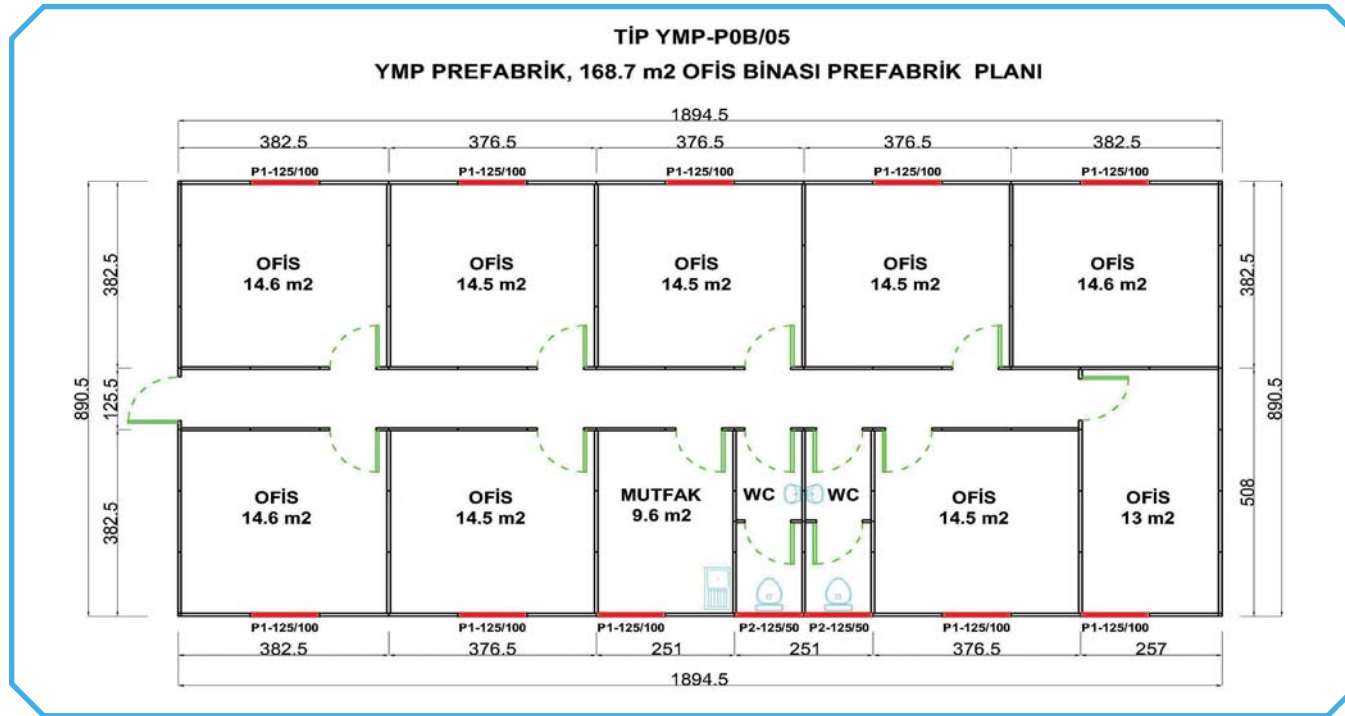 TİP YMP-P0B/05
YMP PREFABRİK, 168.7 m2 OFİS BİNASI PREFABRİK PLANI
1894.5
382.5 376.5 376.5 376.5 382.5
P1-125/100 P1-125/100 P1-125/100 P1-125/100 P1-125/100
890.5
382.5
125.5
382.5
OFİS OFİS OFİS OFİS OFİS
14.6 m2 14.5 m2 14.5 m2 14.5 m2 14.6 m2
382.5
508
890.5
OFİS OFİS MUTFAK WC WC OFİS OFİS
14.6 m2 14.5 m2 9.6 m2 14.5 m2 13 m2
P1-125/100 P1-125/100 P1-125/100 P2-125/50 P2-125/50 P1-125/100 P1-125/100
382.5 376.5 251 251 376.5 257
1894.5